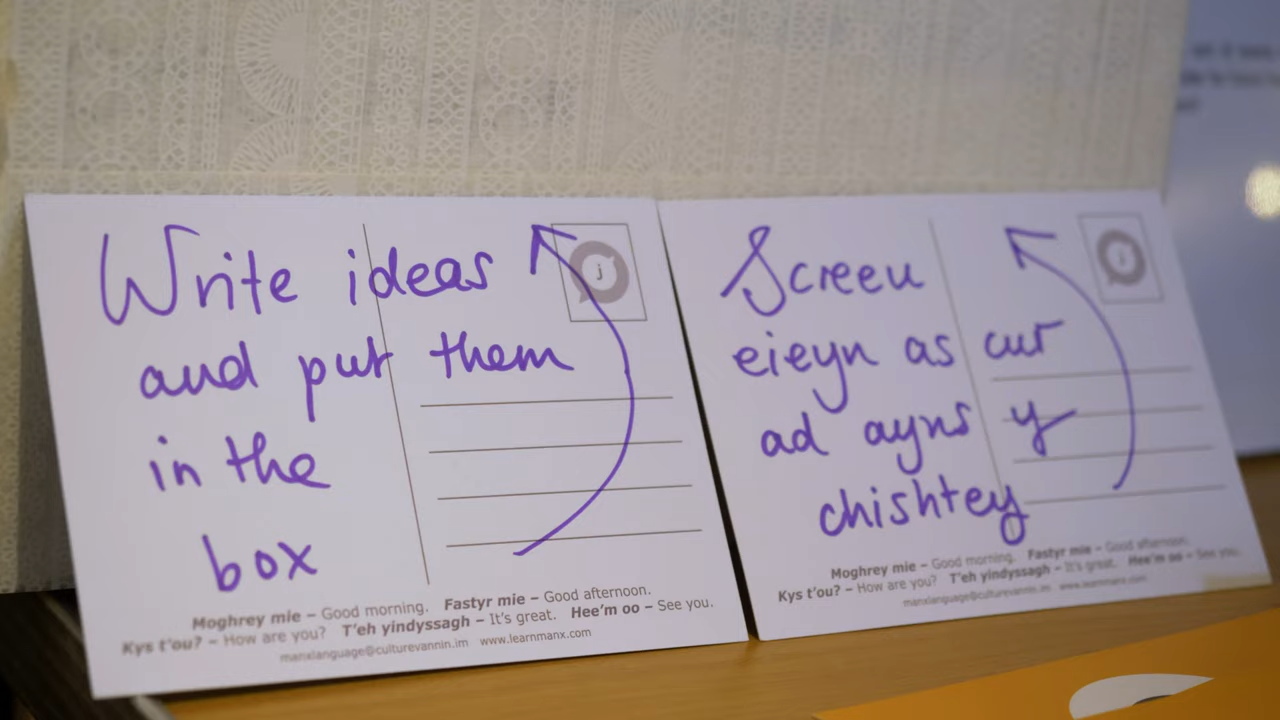 Write ideas
and put them
in the
box
j
Moghrey mie – Good morning. Fastyr mie – Good afternoon.
Kys t'ou? – How are you? T'eh yindyssagh – It's great. Hee'm oo – See you.
manxlanguage@culturevannin.im www.learnmanx.com
Screeu
eieyn as cur
ad ayns y
chishtey
Moghrey mie – Good morning. Fastyr mie – Good afternoon.
Kys t'ou? – How are you? T'eh yindyssagh – It's great. Hee'm oo – See you.
manxlanguage@culturevannin.im www.learnmanx.com